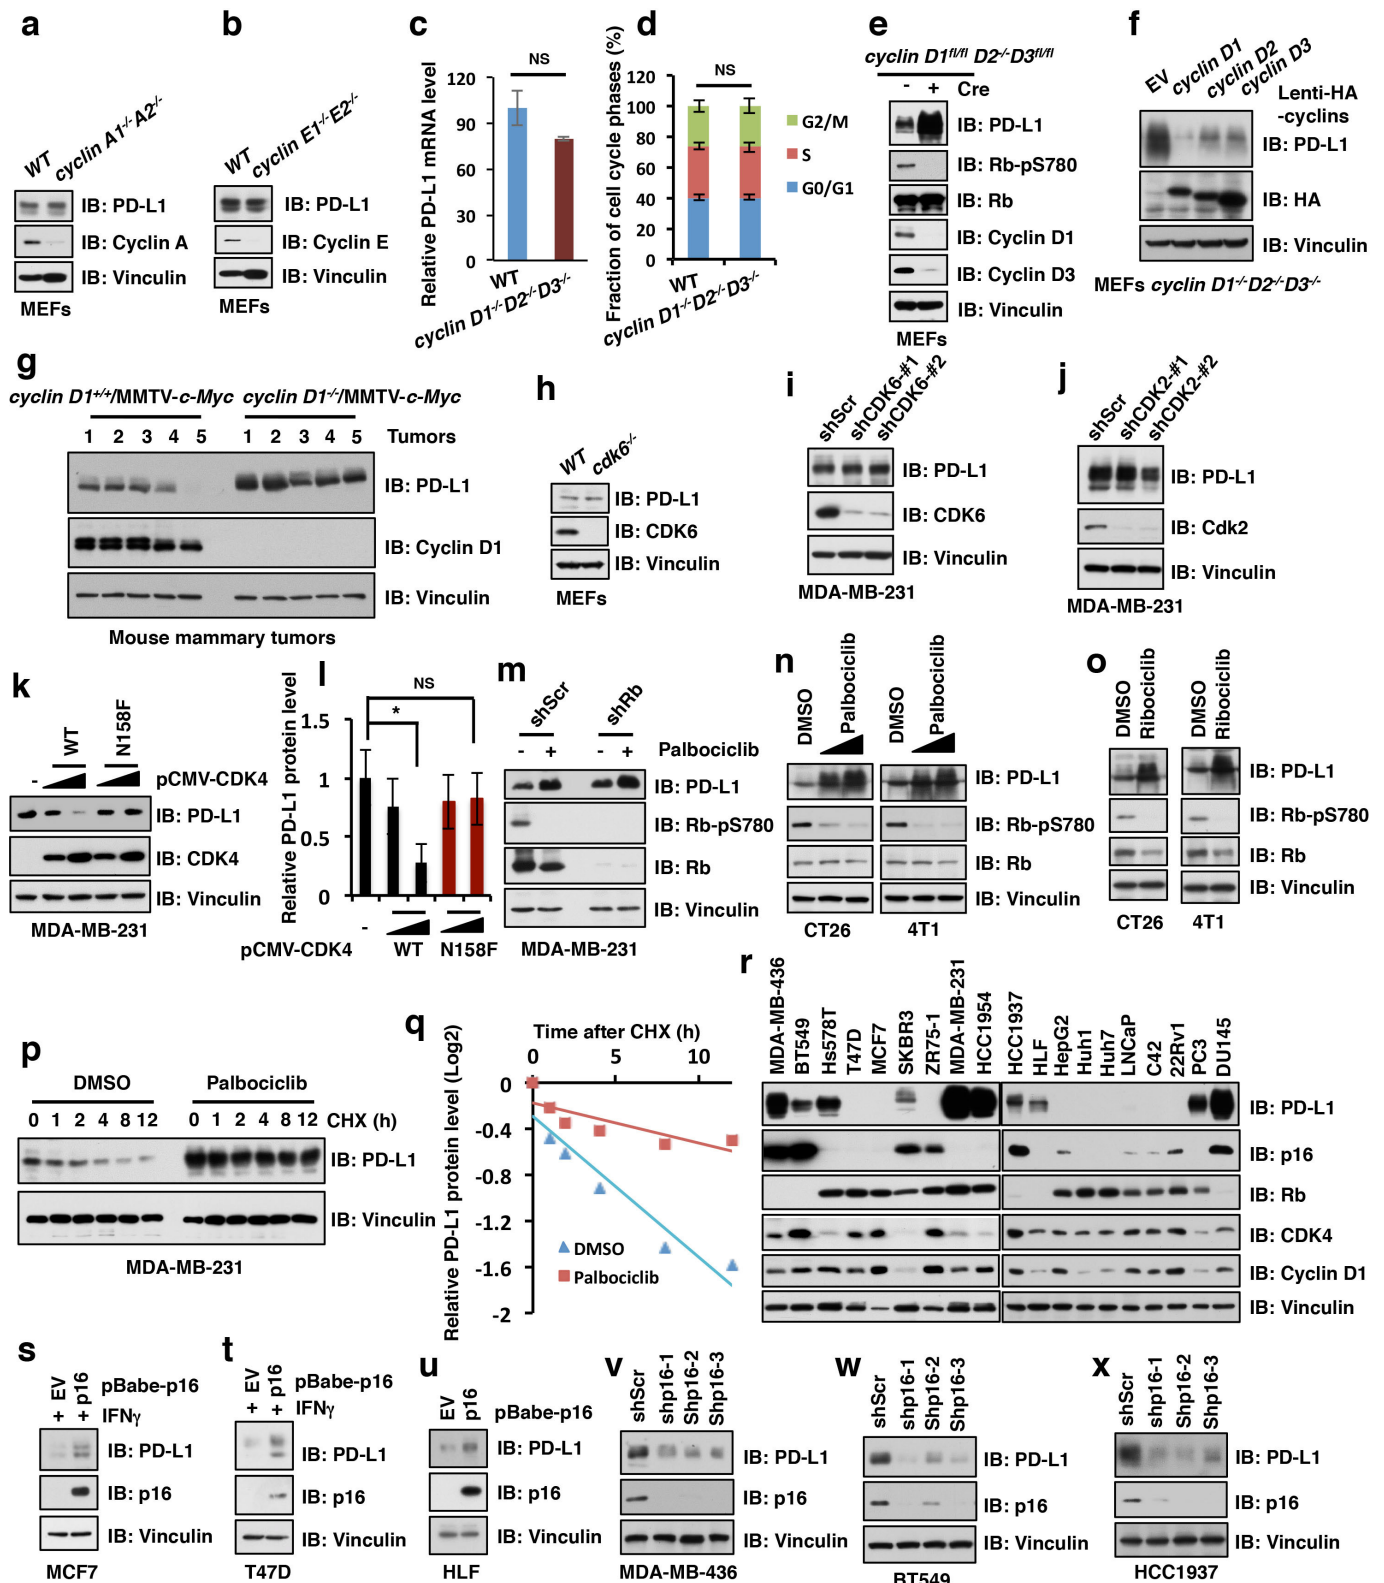 a
WT
cyclin A1-/-A2-/-
IB: PD-L1
IB: Cyclin A
IB: Vinculin
MEFs
b
WT
cyclin E1-/-E2-/-
IB: PD-L1
IB: Cyclin E
IB: Vinculin
MEFs
c
Relative PD-L1 mRNA level
NS
120
90
60
30
0
WT
cyclin D1-/-D2-/-D3-/-
d
Fraction of cell cycle phases (%)
NS
120
100
80
60
40
20
0
G2/M
S
G0/G1
WT
cyclin D1-/-D2-/-D3-/-
e
cyclin D1fl/fl D2-/-D3fl/fl
- + Cre
IB: PD-L1
IB: Rb-pS780
IB: Rb
IB: Cyclin D1
IB: Cyclin D3
IB: Vinculin
MEFs
f
EV
cyclin D1
cyclin D2
cyclin D3
Lenti-HA
-cyclins
IB: PD-L1
IB: HA
IB: Vinculin
MEFs cyclin D1-/-D2-/-D3-/-
g
cyclin D1+/+/MMTV-c-Myc cyclin D1-/-/MMTV-c-Myc
1 2 3 4 5 1 2 3 4 5 Tumors
IB: PD-L1
IB: Cyclin D1
IB: Vinculin
Mouse mammary tumors
h
WT
cdk6-/-
IB: PD-L1
IB: CDK6
IB: Vinculin
MEFs
i
shScr
shCDK6-#1
shCDK6-#2
IB: PD-L1
IB: CDK6
IB: Vinculin
MDA-MB-231
j
shScr
shCDK2-#1
shCDK2-#2
IB: PD-L1
IB: Cdk2
IB: Vinculin
MDA-MB-231
k
- WT N158F
pCMV-CDK4
IB: PD-L1
IB: CDK4
IB: Vinculin
MDA-MB-231
l
Relative PD-L1 protein level
NS
*
1.5
1
0.5
0
pCMV-CDK4 - WT N158F
m
shScr shRb
- + - + Palbociclib
IB: PD-L1
IB: Rb-pS780
IB: Rb
IB: Vinculin
MDA-MB-231
n
DMSO Palbociclib DMSO Palbociclib
IB: PD-L1
IB: Rb-pS780
IB: Rb
IB: Vinculin
CT26 4T1
o
DMSO Ribociclib DMSO Ribociclib
IB: PD-L1
IB: Rb-pS780
IB: Rb
IB: Vinculin
CT26 4T1
p
DMSO Palbociclib
0 1 2 4 8 12 0 1 2 4 8 12 CHX (h)
IB: PD-L1
IB: Vinculin
MDA-MB-231
q
Relative PD-L1 protein level (Log2)
Time after CHX (h)
0 5 10
0
-0.4
-0.8
-1.2
-1.6
-2
DMSO
Palbociclib
r
MDA-MB-436
BT549
Hs578T
T47D
MCF7
SKBR3
ZR75-1
MDA-MB-231
HCC1954
HCC1937
HLF
HepG2
Huh1
Huh7
LNCaP
C42
22Rv1
PC3
DU145
IB: PD-L1
IB: p16
IB: Rb
IB: CDK4
IB: Cyclin D1
IB: Vinculin
s
EV p16 pBabe-p16
+ + IFNγ
IB: PD-L1
IB: p16
IB: Vinculin
MCF7
t
EV p16 pBabe-p16
+ + IFNγ
IB: PD-L1
IB: p16
IB: Vinculin
T47D
u
EV p16 pBabe-p16
IB: PD-L1
IB: p16
IB: Vinculin
HLF
v
shScr shp16-1 Shp16-2 Shp16-3
IB: PD-L1
IB: p16
IB: Vinculin
MDA-MB-436
w
shScr shp16-1 Shp16-2 Shp16-3
IB: PD-L1
IB: p16
IB: Vinculin
BT549
x
shScr shp16-1 Shp16-2 Shp16-3
IB: PD-L1
IB: p16
IB: Vinculin
HCC1937